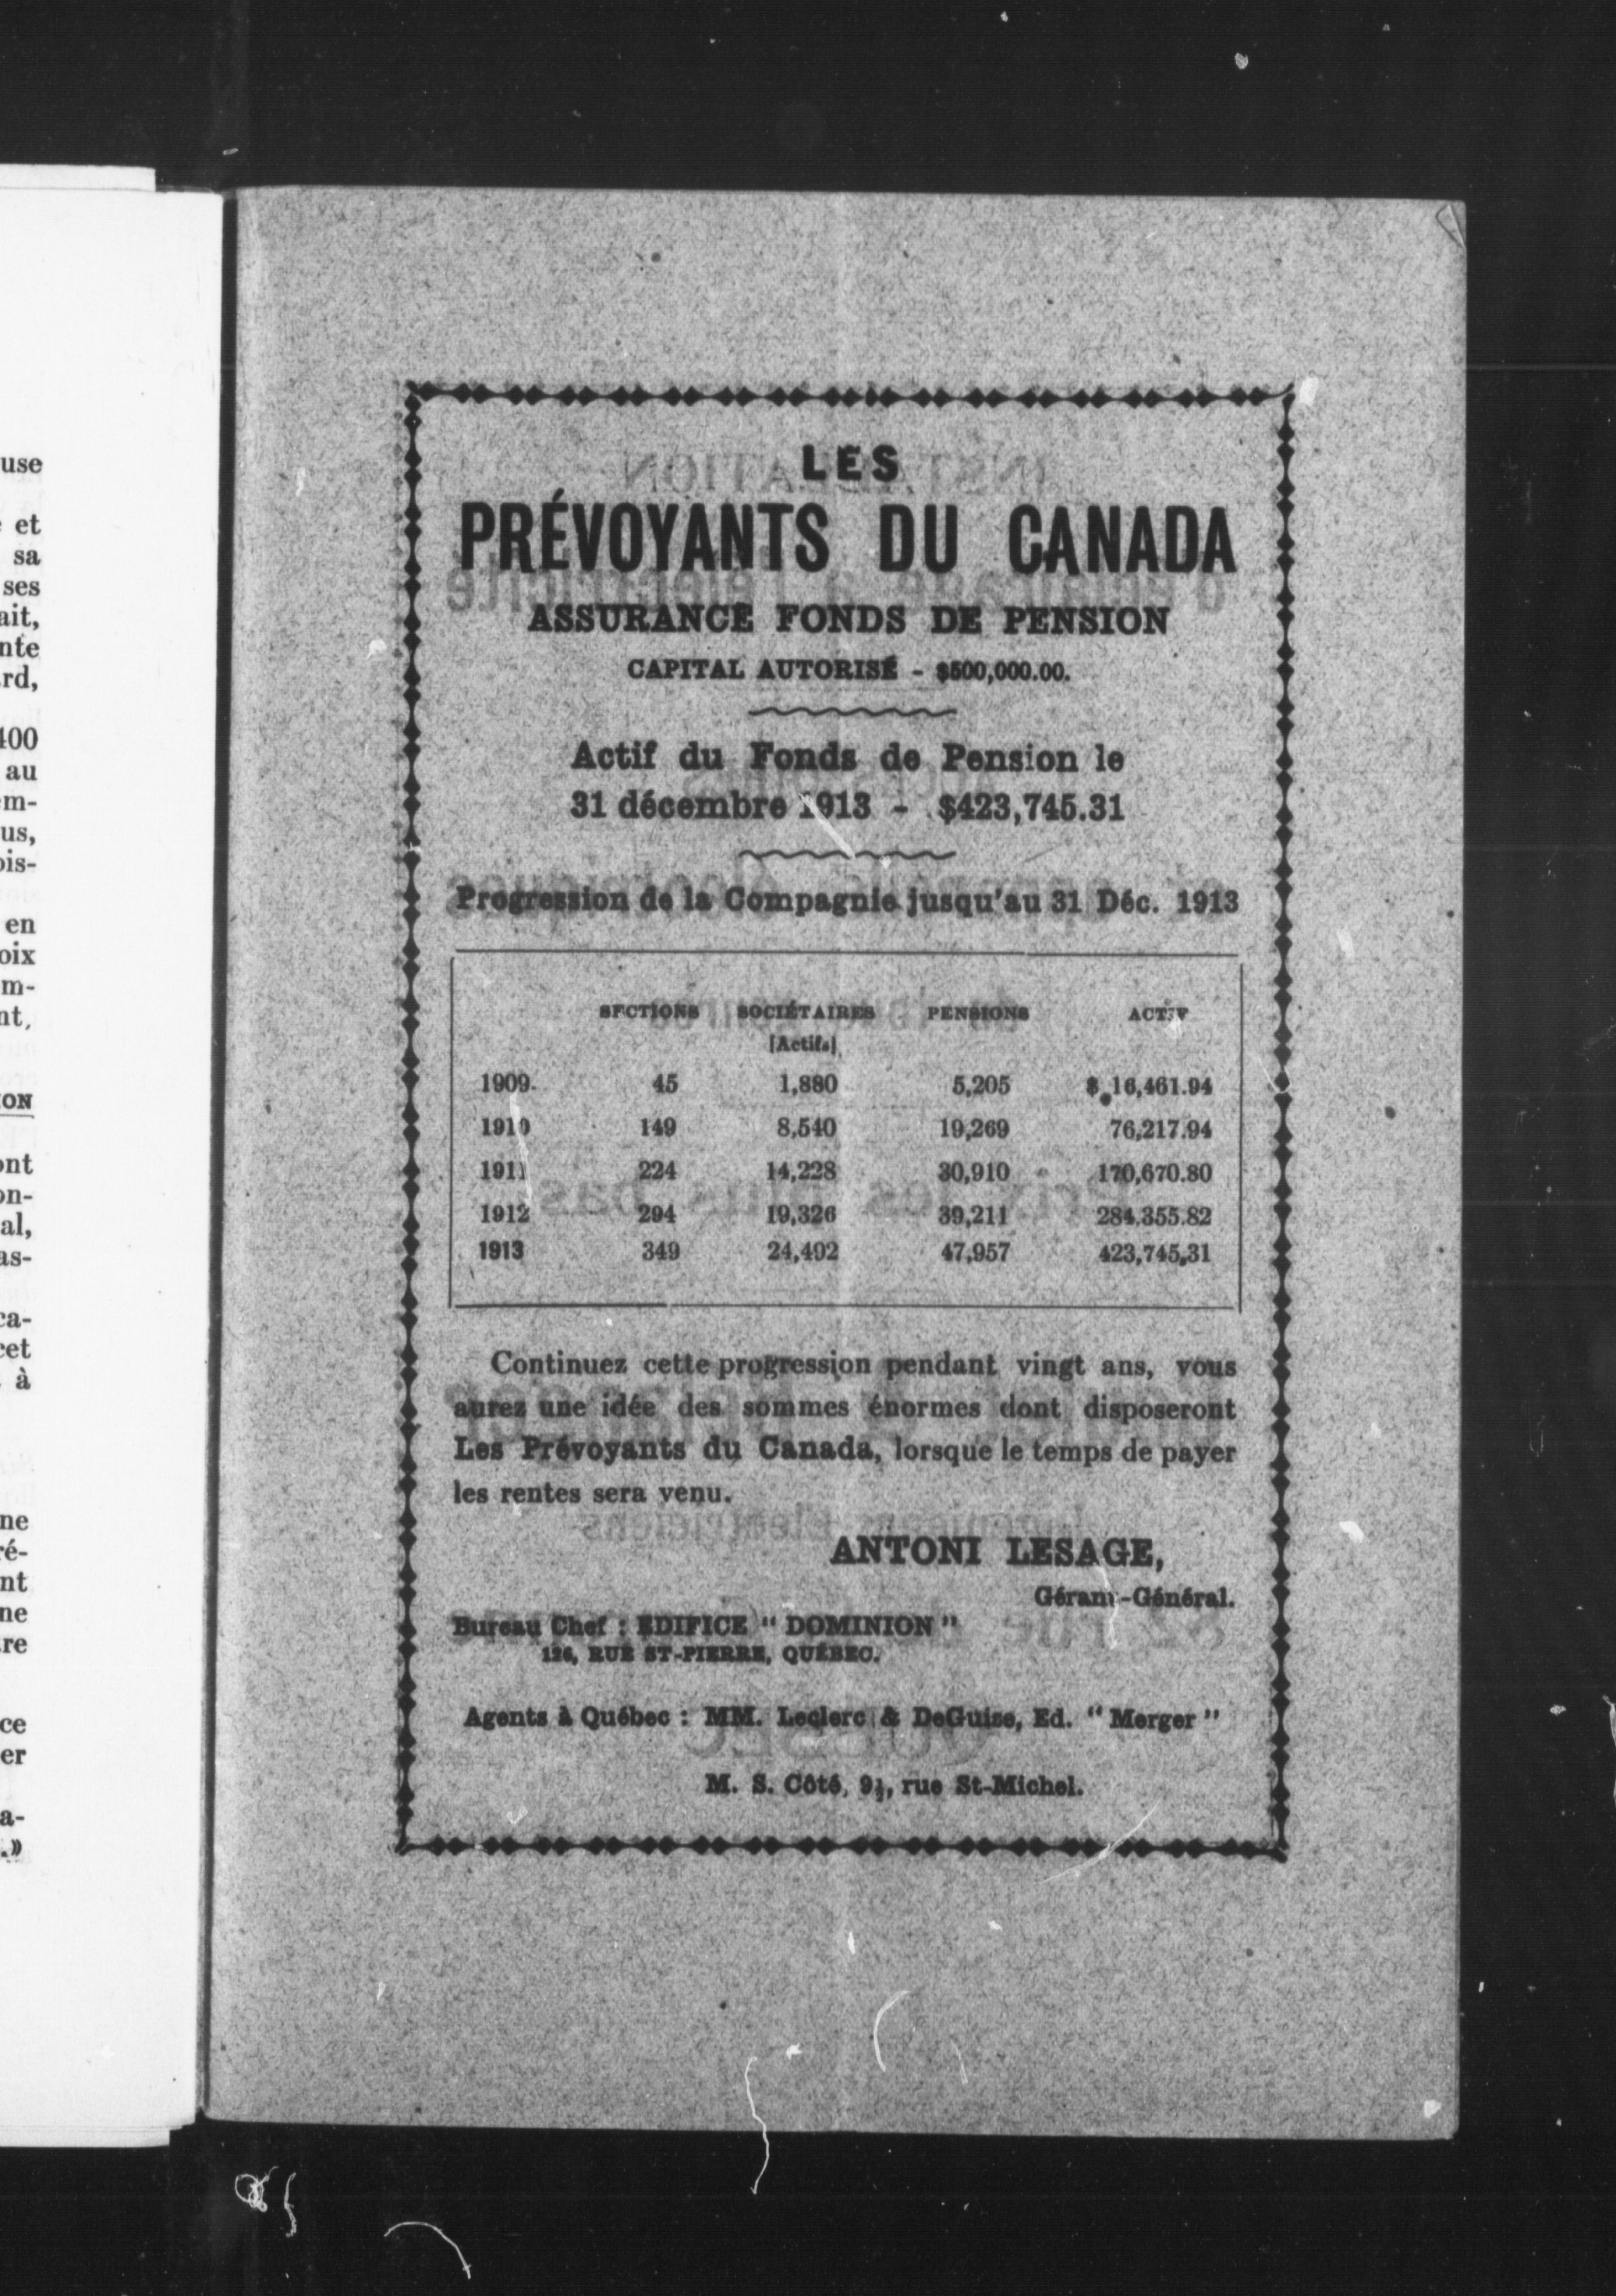 LES
PRÉVOYANTS DU CANADA
ASSURANCE FONDS DE PENSION
CAPITAL AUTORISÉ - $500,000.00.
Actif du Fonds de Pension le
31 décembre 1913 - $423,745.31
Progression de la Compagnie jusqu'au 31 Déc. 1913
SECTIONS SOCIÉTAIRES PENSIONS ACTIF
[Actifs]
1909. 45 1,880 5,205 $ 16,461.94
1910 149 8,540 19,269 76,217.94
1911 224 14,228 30,910 170,670.80
1912 294 19,326 39,211 284.355.82
1913 349 24,402 47,957 423,745,31
Continuez cette progression pendant vingt ans, vous
aurez une idée des sommes énormes dont disposeront
Les Prévoyants du Canada, lorsque le temps de payer
les rentes sera venu.
ANTONI LESAGE,
Gérant-Général.
Bureau Chef : EDIFICE " DOMINION "
126, RUE ST-PIERRE, QUÉBEC.
Agents à Québec : MM. Leclerc & DeGuise, Ed. " Merger "
M. S. Côté, 9½, rue St-Michel.